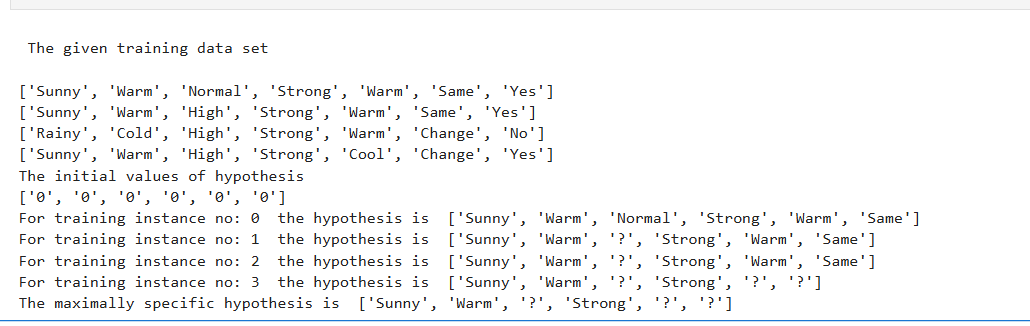 The given training data set
['Sunny', 'Warm', 'Normal', 'Strong', 'Warm', 'Same', 'Yes']
['Sunny', 'Warm', 'High', 'Strong', 'Warm', 'Same', 'Yes']
['Rainy', 'Cold', 'High', 'Strong', 'Warm', 'Change', 'No']
['Sunny', 'Warm', 'High', 'Strong', 'Cool', 'Change', 'Yes']
The initial values of hypothesis
['0', '0', '0', '0', '0', '0']
For training instance no: 0  the hypothesis is  ['Sunny', 'Warm', 'Normal', 'Strong', 'Warm', 'Same']
For training instance no: 1  the hypothesis is  ['Sunny', 'Warm', '?', 'Strong', 'Warm', 'Same']
For training instance no: 2  the hypothesis is  ['Sunny', 'Warm', '?', 'Strong', 'Warm', 'Same']
For training instance no: 3  the hypothesis is  ['Sunny', 'Warm', '?', 'Strong', '?', '?']
The maximally specific hypothesis is  ['Sunny', 'Warm', '?', 'Strong', '?', '?']